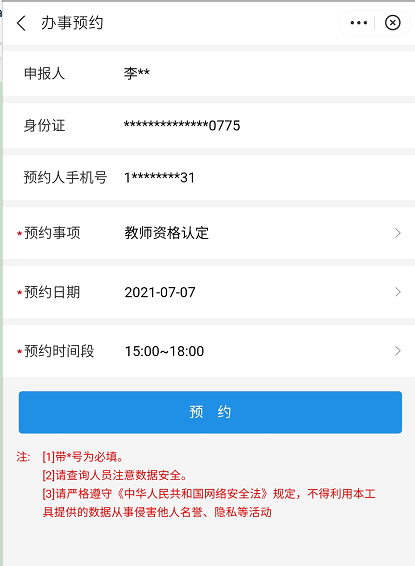 办事预约
申报人 李**
身份证 **************0775
预约人手机号 1********31
*预约事项 教师资格认定
*预约日期 2021-07-07
*预约时间段 15:00~18:00
预 约
注: [1]带*号为必填。
[2]请查询人员注意数据安全。
[3]请严格遵守《中华人民共和国网络安全法》规定，不得利用本工
具提供的数据从事侵害他人名誉、隐私等活动